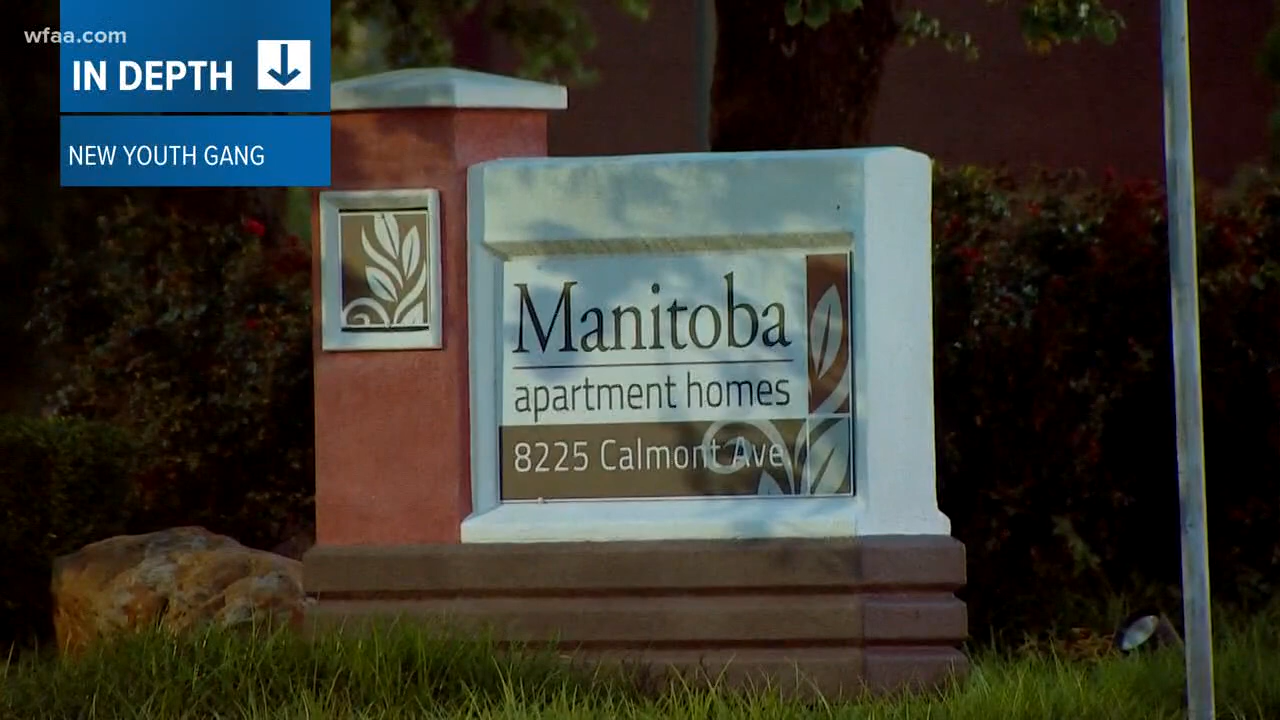 wfaa.com
IN DEPTH
NEW YOUTH GANG
Manitoba
apartment homes
8225 Calmont Ave